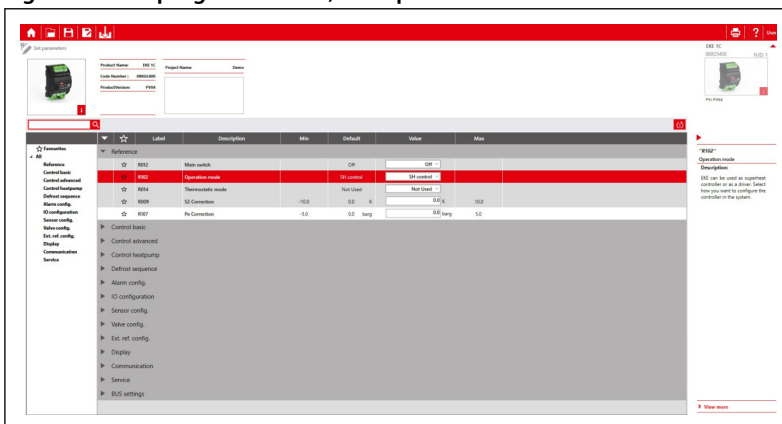 Set parameters
Product Name: EKE 1C
Code Number: 080G5400
ProductVersion: PV04
Project Name: Demo
i
Label Description Min Default Value Max
Favourites
All
Reference
Control basic
Control advanced
Control heatpump
Defrost sequence
Alarm config.
IO configuration
Sensor config.
Valve config.
Ext. ref. config.
Display
Communication
Service
Reference
R012 Main switch Off Off
R102 Operation mode SH control SH control
R014 Thermostatic mode Not Used Not Used
R009 S2 Correction -10.0 0.0 K 0.0 K 10.0
R107 Pe Correction -5.0 0.0 barg 0.0 barg 5.0
Control basic
Control advanced
Control heatpump
Defrost sequence
Alarm config.
IO configuration
Sensor config.
Valve config.
Ext. ref. config.
Display
Communication
Service
BUS settings
? User
EKE 1C
N/ID: 1
i
"R102"
Operation mode
Description:
EKE can be used as superheat
controller or as a driver. Select
how you want to configure the
controller in the system.
View more